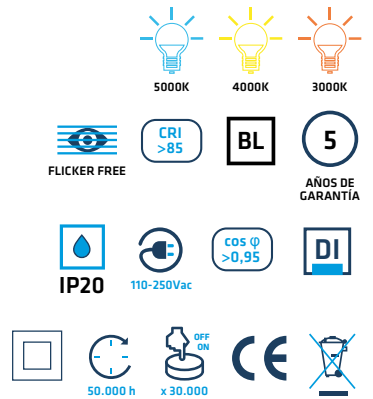 5000K
4000K
3000K
FLICKER FREE
CRI
>85
BL
5
AÑOS DE
GARANTÍA
IP20
110-250Vac
cos φ
>0,95
DI
50.000 h
OFF
ON
x 30.000
CE